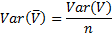 Var(V̅) = Var(V) / n